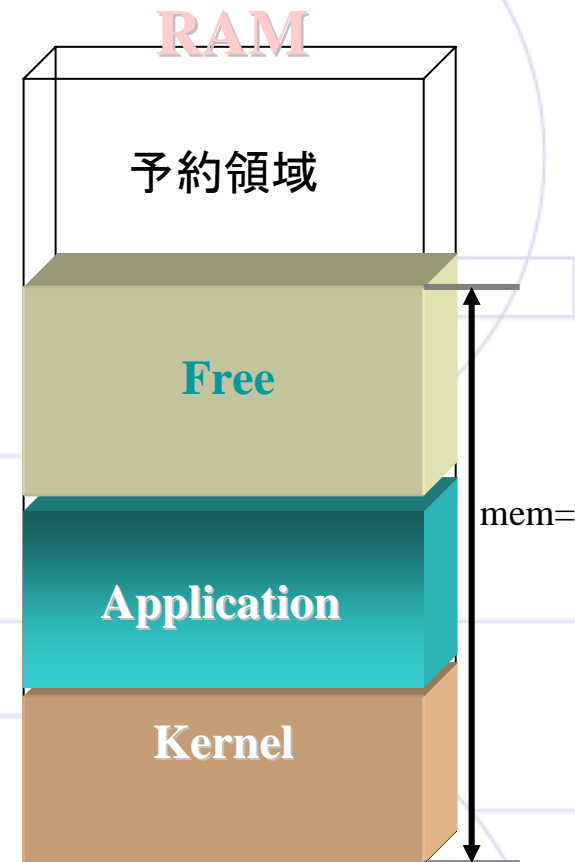 RAM
予約領域
Free
mem=
Application
Kernel